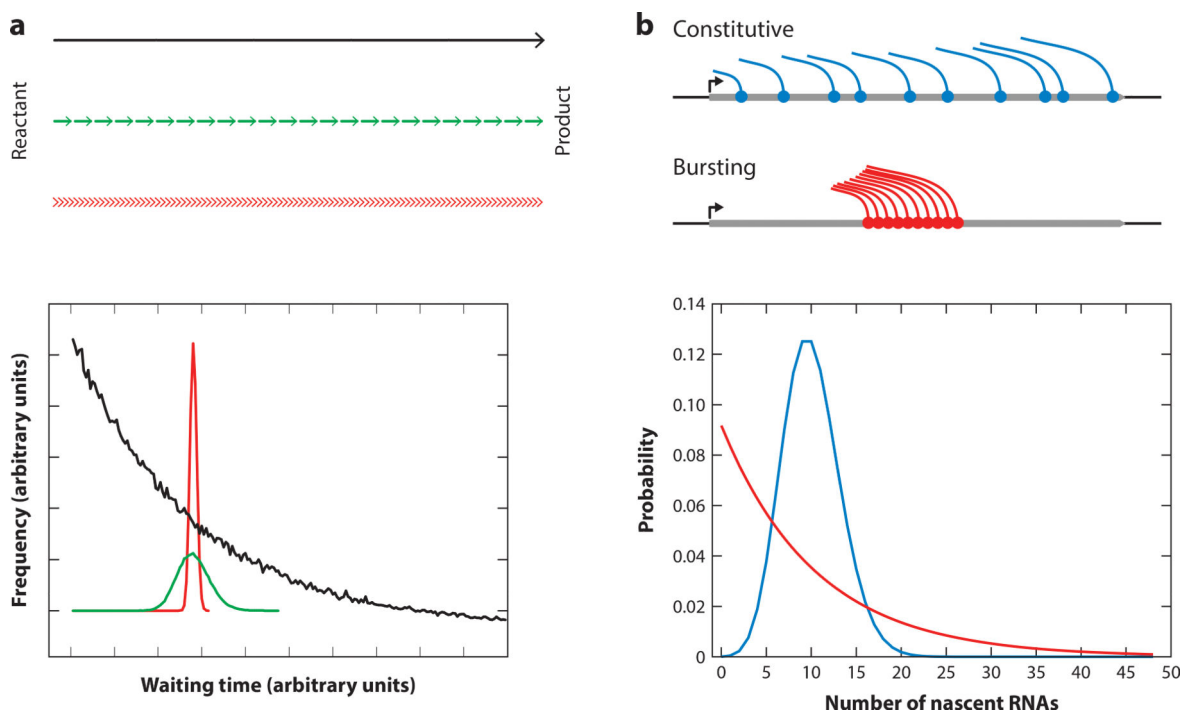 a
Reactant
Product
Frequency (arbitrary units)
Waiting time (arbitrary units)
b
Constitutive
Bursting
Probability
0.14
0.12
0.10
0.08
0.06
0.04
0.02
0
0 5 10 15 20 25 30 35 40 45 50
Number of nascent RNAs